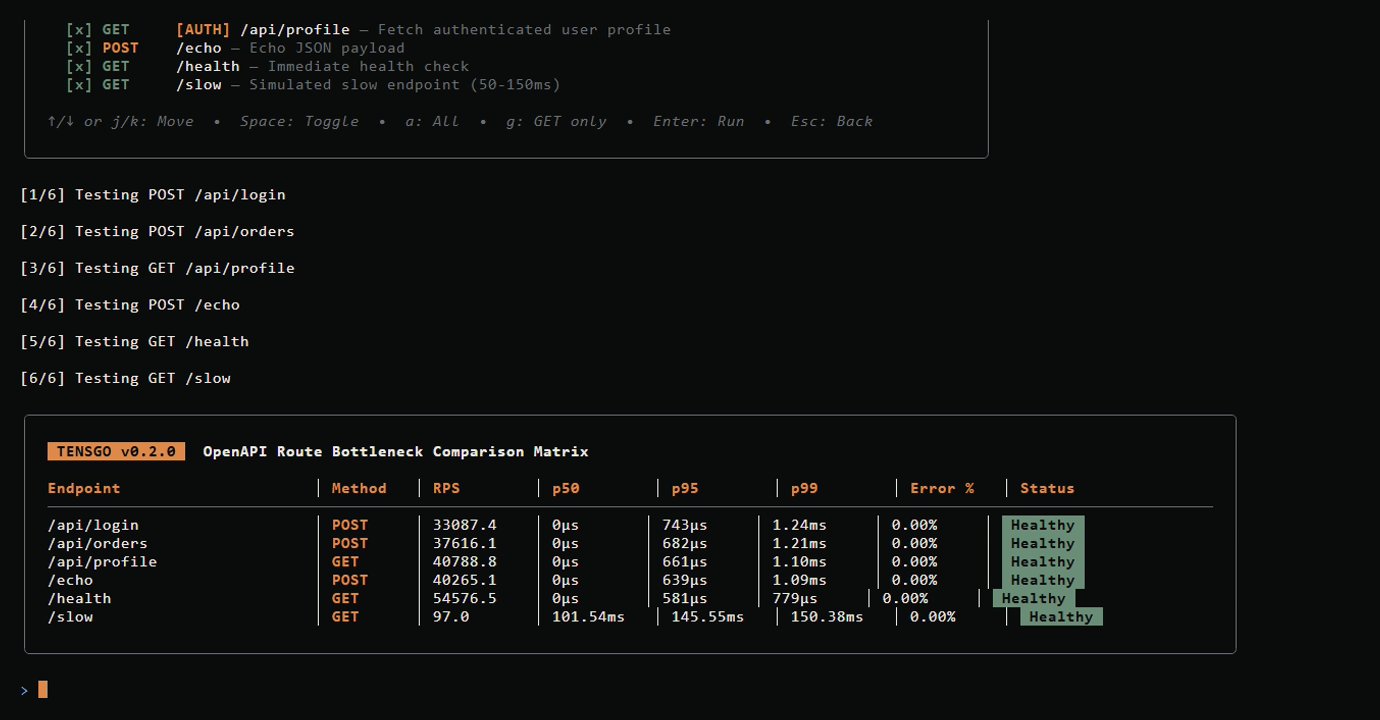 [x] GET [AUTH] /api/profile — Fetch authenticated user profile
[x] POST /echo — Echo JSON payload
[x] GET /health — Immediate health check
[x] GET /slow — Simulated slow endpoint (50-150ms)
↑/↓ or j/k: Move • Space: Toggle • a: All • g: GET only • Enter: Run • Esc: Back
[1/6] Testing POST /api/login
[2/6] Testing POST /api/orders
[3/6] Testing GET /api/profile
[4/6] Testing POST /echo
[5/6] Testing GET /health
[6/6] Testing GET /slow
TENSGO v0.2.0 OpenAPI Route Bottleneck Comparison Matrix
Endpoint │ Method │ RPS │ p50 │ p95 │ p99 │ Error % │ Status
/api/login │ POST │ 33087.4 │ 0µs │ 743µs │ 1.24ms │ 0.00% │ Healthy
/api/orders │ POST │ 37616.1 │ 0µs │ 682µs │ 1.21ms │ 0.00% │ Healthy
/api/profile │ GET │ 40788.8 │ 0µs │ 661µs │ 1.10ms │ 0.00% │ Healthy
/echo │ POST │ 40265.1 │ 0µs │ 639µs │ 1.09ms │ 0.00% │ Healthy
/health │ GET │ 54576.5 │ 0µs │ 581µs │ 779µs │ 0.00% │ Healthy
/slow │ GET │ 97.0 │ 101.54ms │ 145.55ms │ 150.38ms │ 0.00% │ Healthy
>